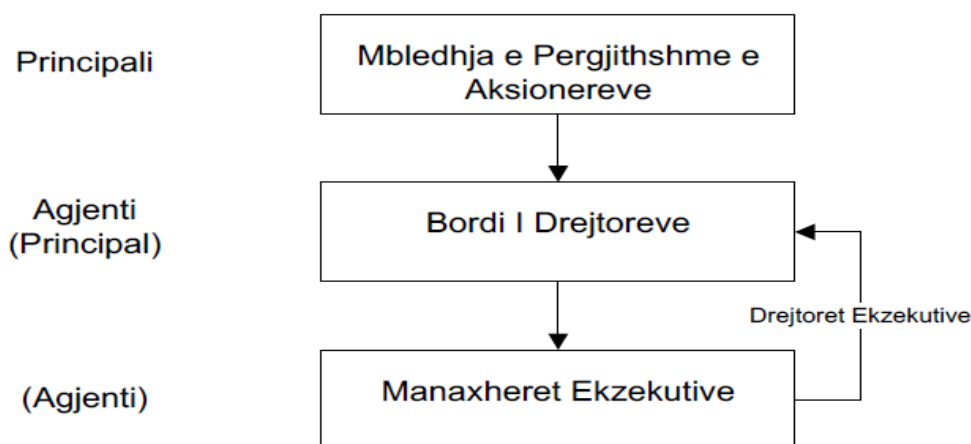 Principali
Mbledhja e Pergjithshme e
Aksionereve
Agjenti
(Principal)
Bordi I Drejtoreve
Drejtoret Ekzekutive
(Agjenti)
Manaxheret Ekzekutive